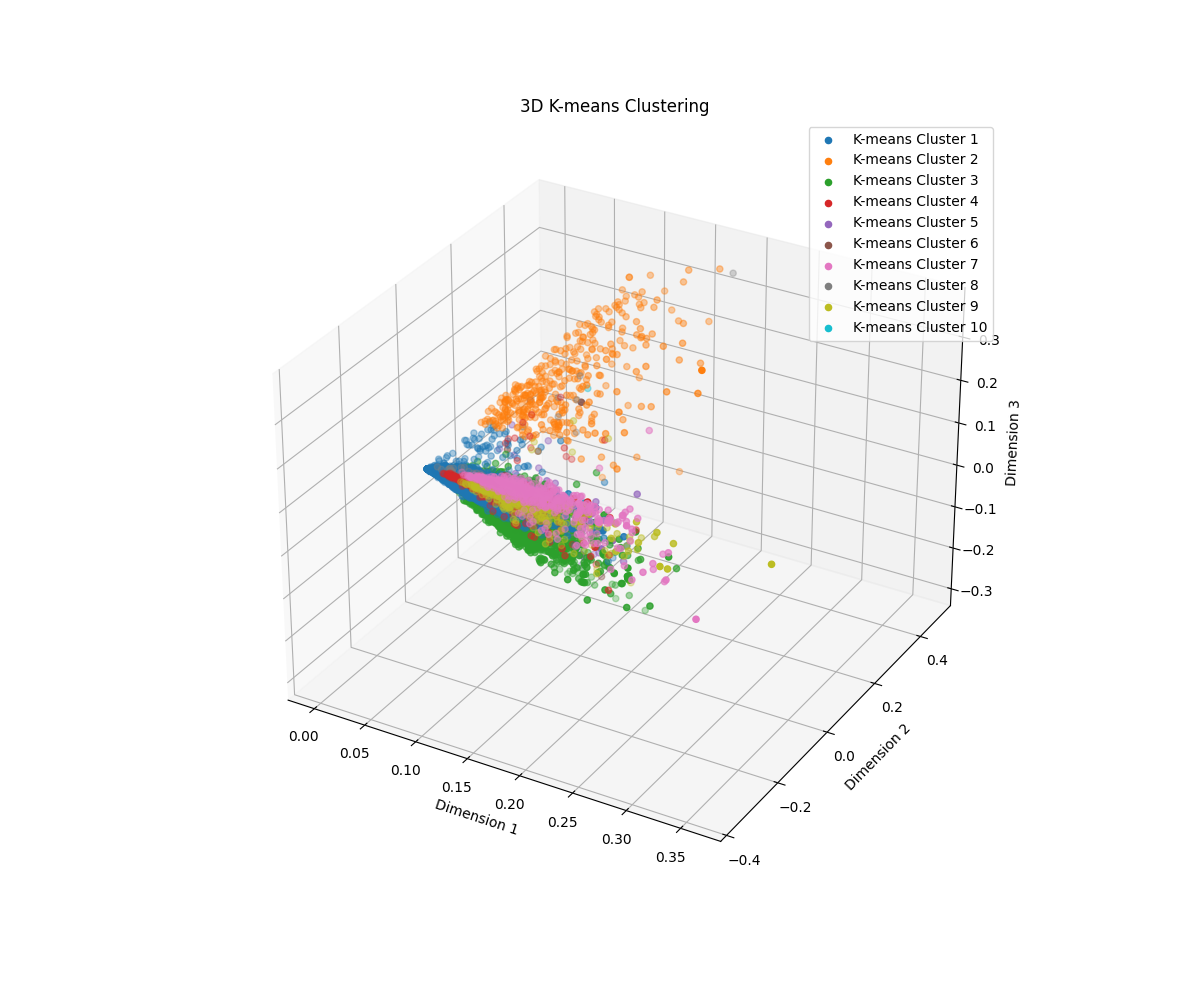 3D K-means Clustering
K-means Cluster 1
K-means Cluster 2
K-means Cluster 3
K-means Cluster 4
K-means Cluster 5
K-means Cluster 6
K-means Cluster 7
K-means Cluster 8
K-means Cluster 9
K-means Cluster 10
0.3
0.2
0.1
0.0
−0.1
−0.2
−0.3
Dimension 3
0.4
0.2
0.0
−0.2
−0.4
Dimension 2
0.00
0.05
0.10
0.15
0.20
0.25
0.30
0.35
Dimension 1